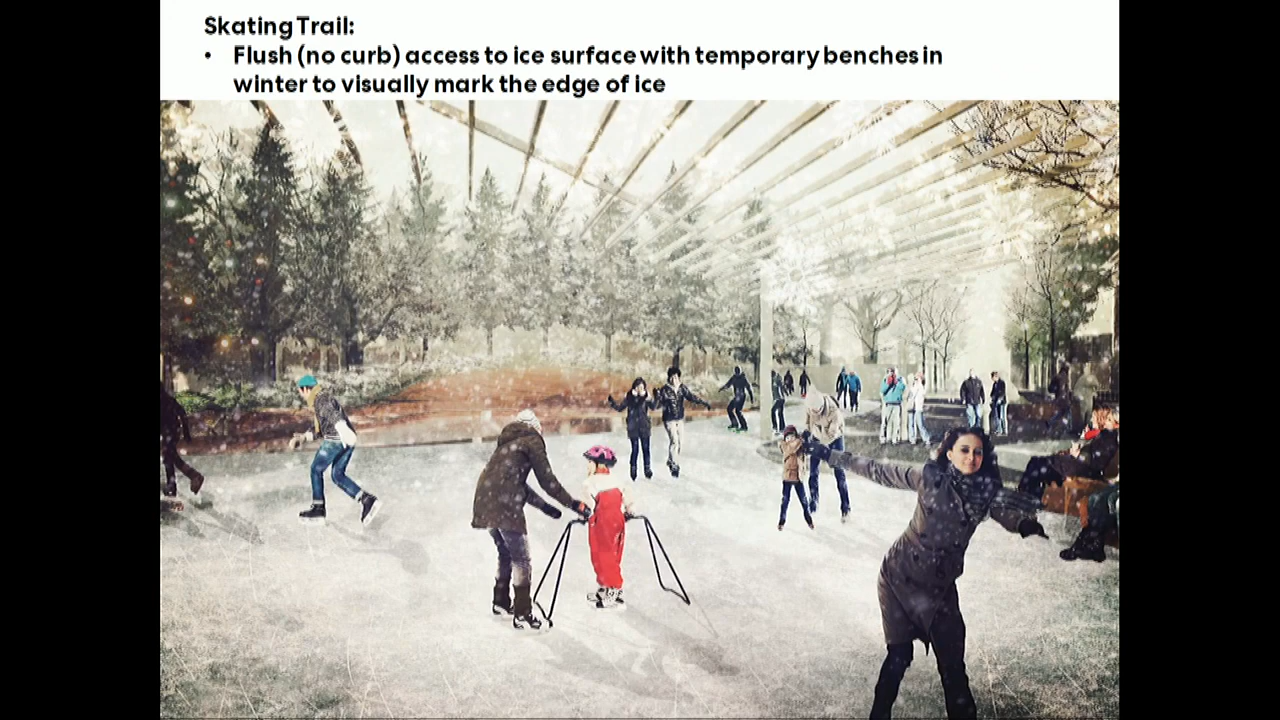 Skating Trail:
• Flush (no curb) access to ice surface with temporary benches in
winter to visually mark the edge of ice